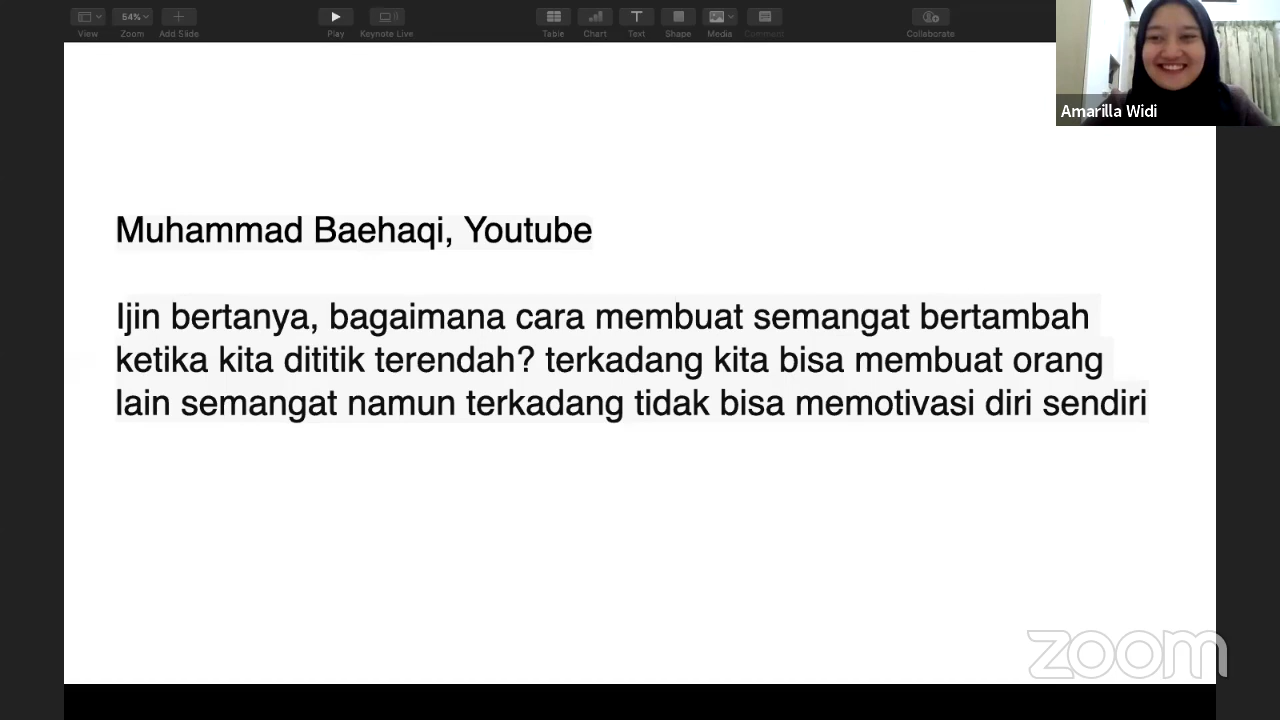 54%
View
Zoom
Add Slide
Play
Keynote Live
Table
Chart
Text
Shape
Media
Comment
Collaborate
Amarilla Widi
Muhammad Baehaqi, Youtube
Ijin bertanya, bagaimana cara membuat semangat bertambah
ketika kita dititik terendah? terkadang kita bisa membuat orang
lain semangat namun terkadang tidak bisa memotivasi diri sendiri
zoom